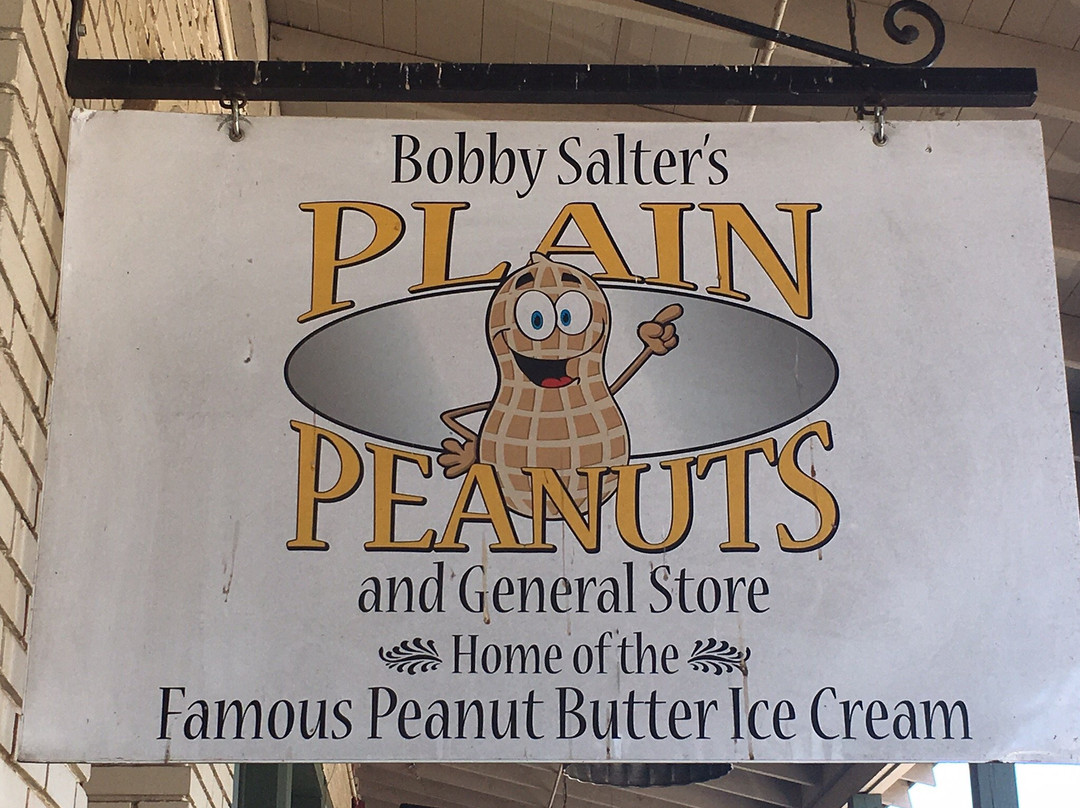 Bobby Salter's
PLAIN
PEANUTS
and General Store
Home of the
Famous Peanut Butter Ice Cream